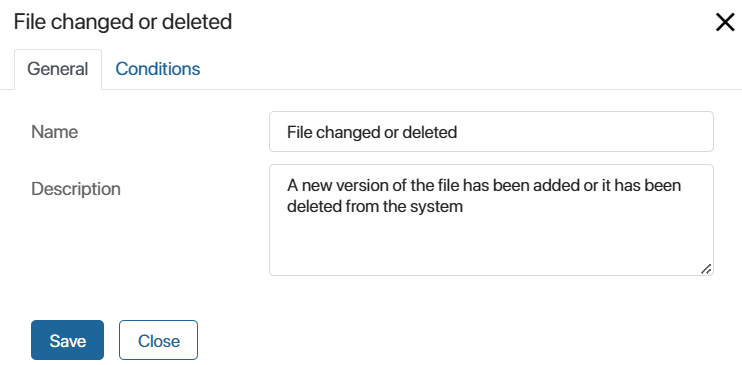 File changed or deleted
General Conditions
Name File changed or deleted
Description A new version of the file has been added or it has been
deleted from the system
Save Close